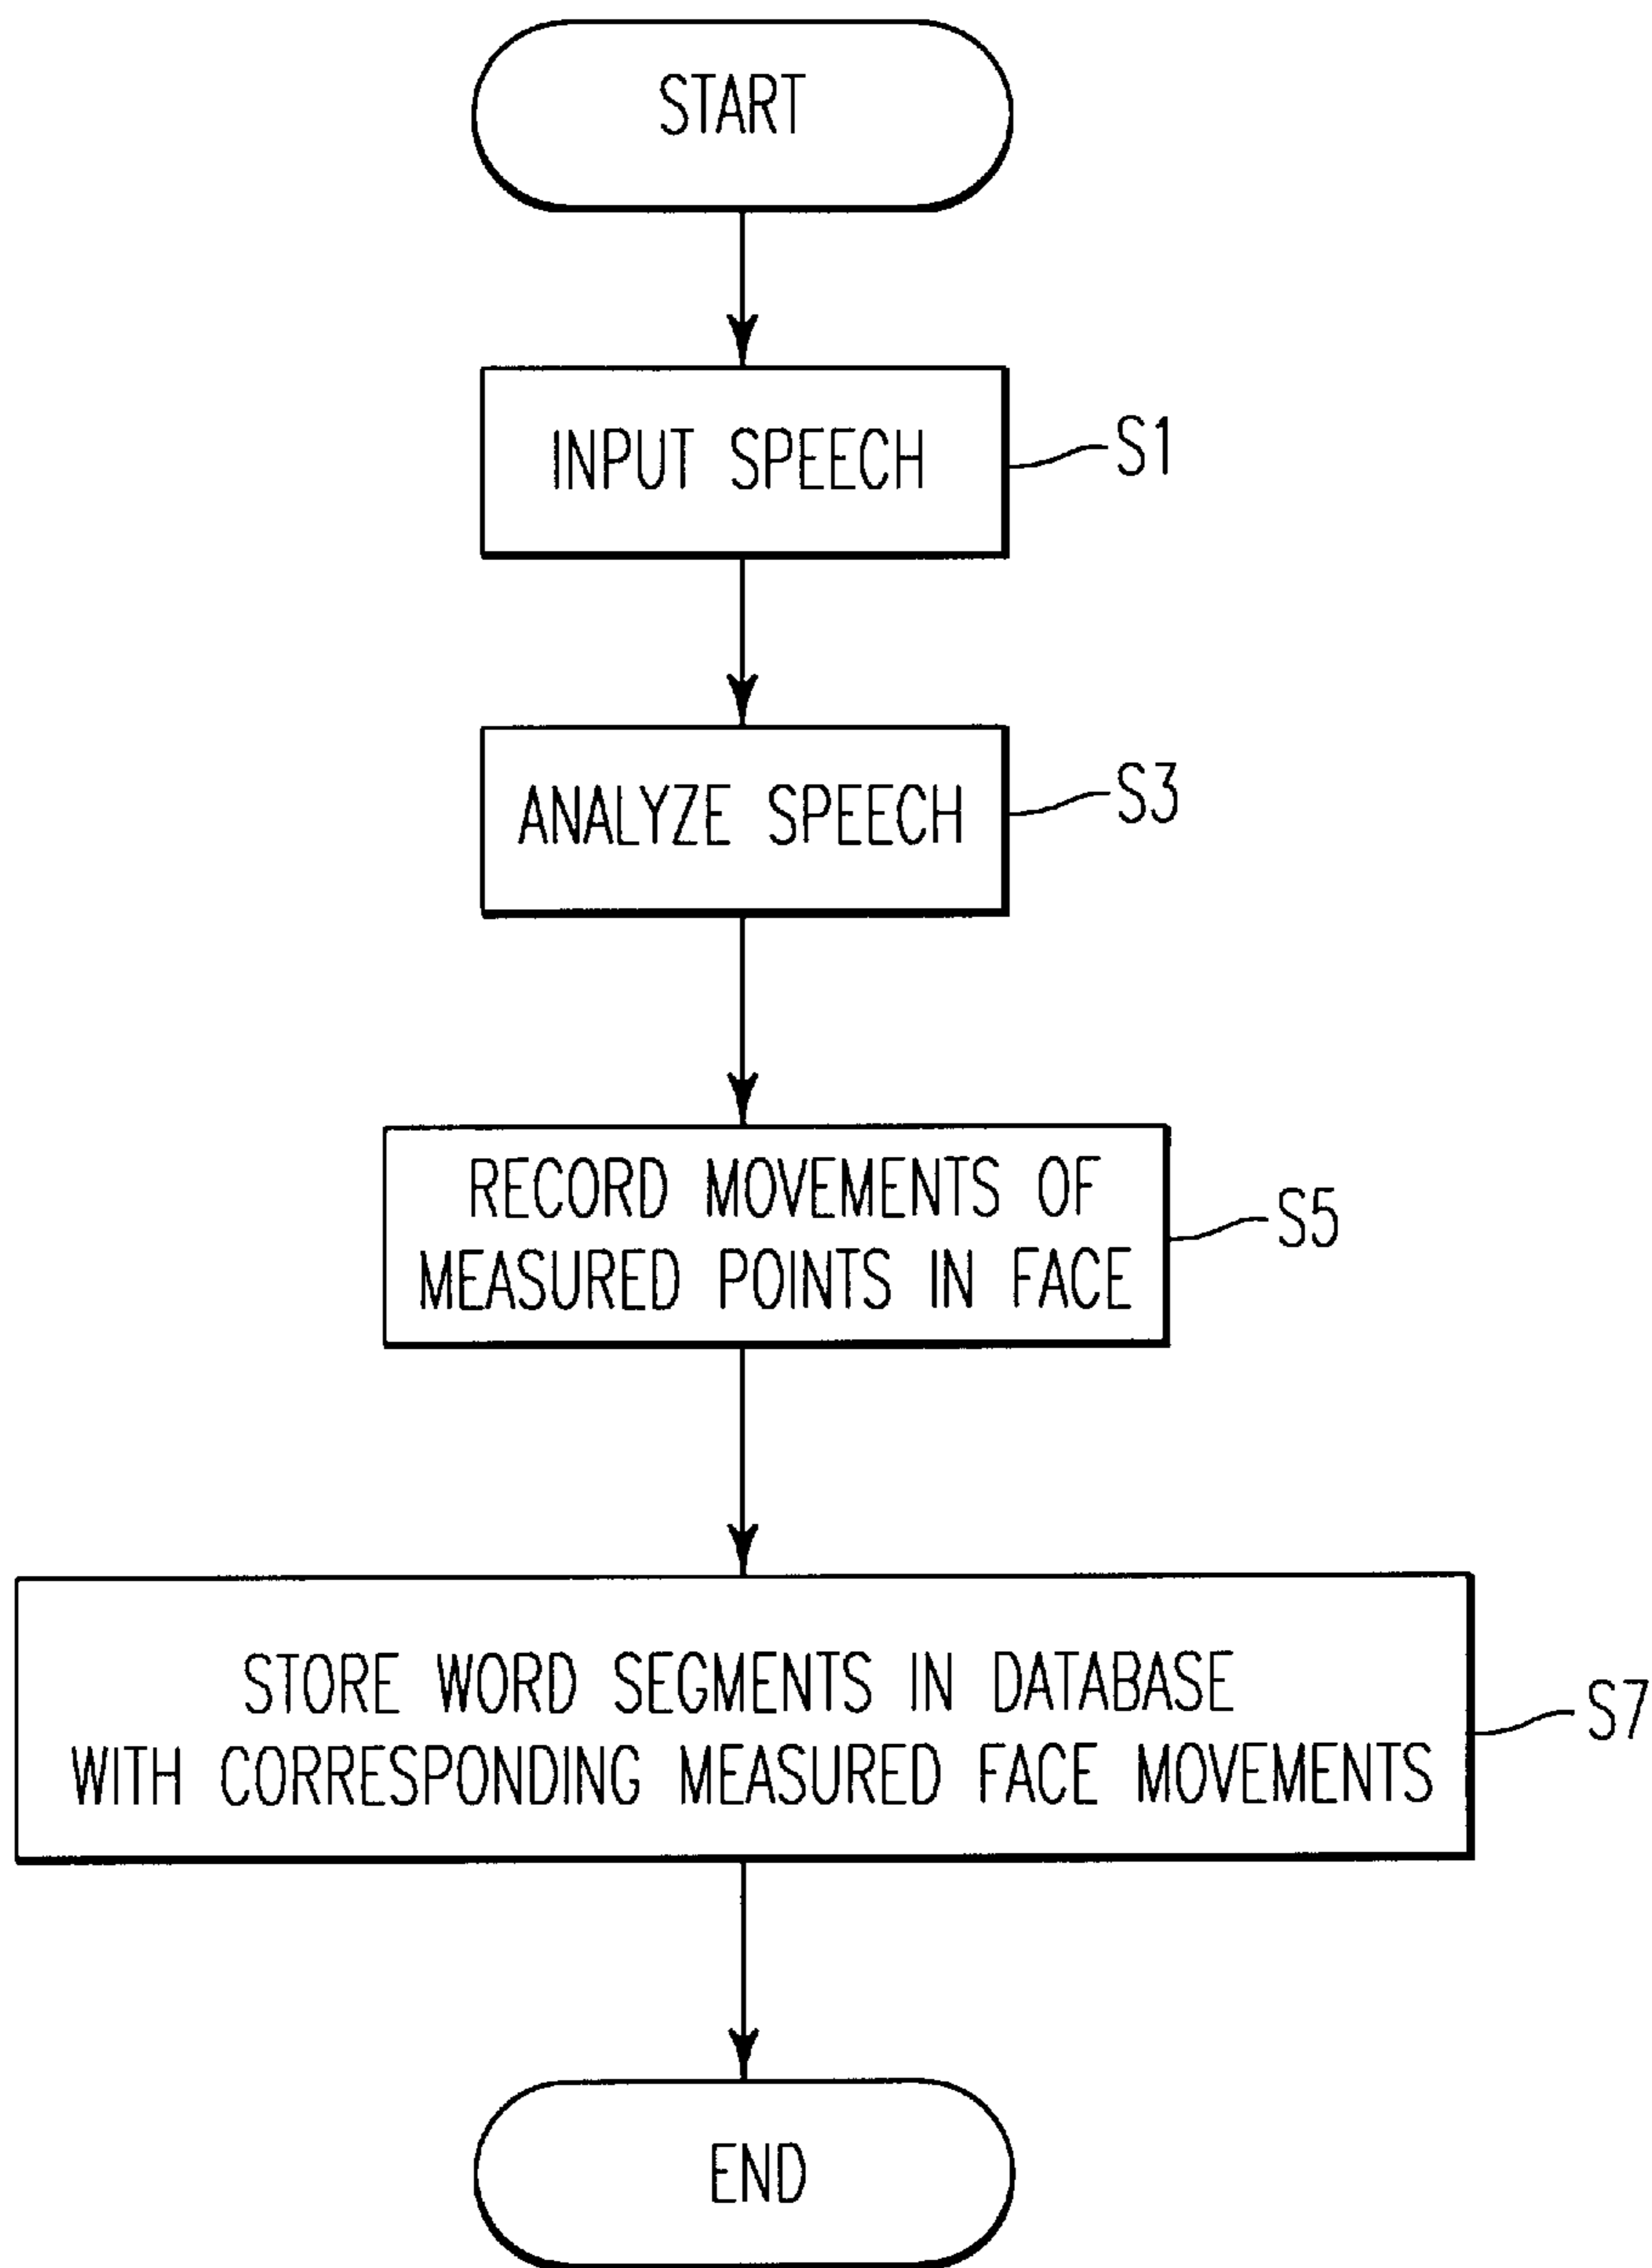 START
INPUT SPEECH
S1
ANALYZE SPEECH
S3
RECORD MOVEMENTS OF
MEASURED POINTS IN FACE
S5
STORE WORD SEGMENTS IN DATABASE
WITH CORRESPONDING MEASURED FACE MOVEMENTS
S7
END